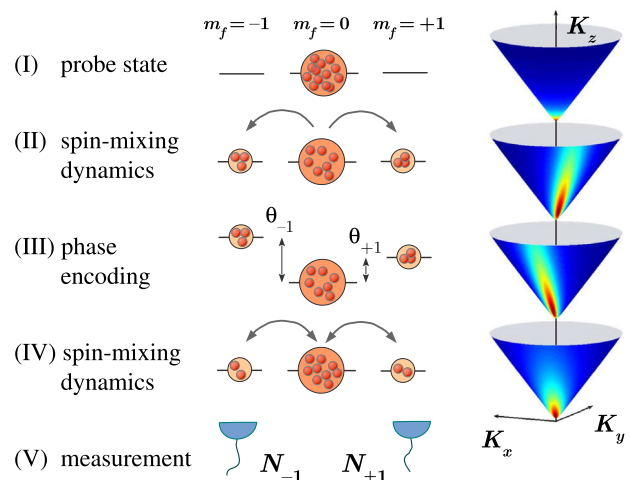 m_f = −1 m_f = 0 m_f = +1
K_z
(I) probe state
(II) spin-mixing
dynamics
θ_−1
θ_+1
(III) phase
encoding
(IV) spin-mixing
dynamics
K_x
K_y
(V) measurement N_−1 N_+1